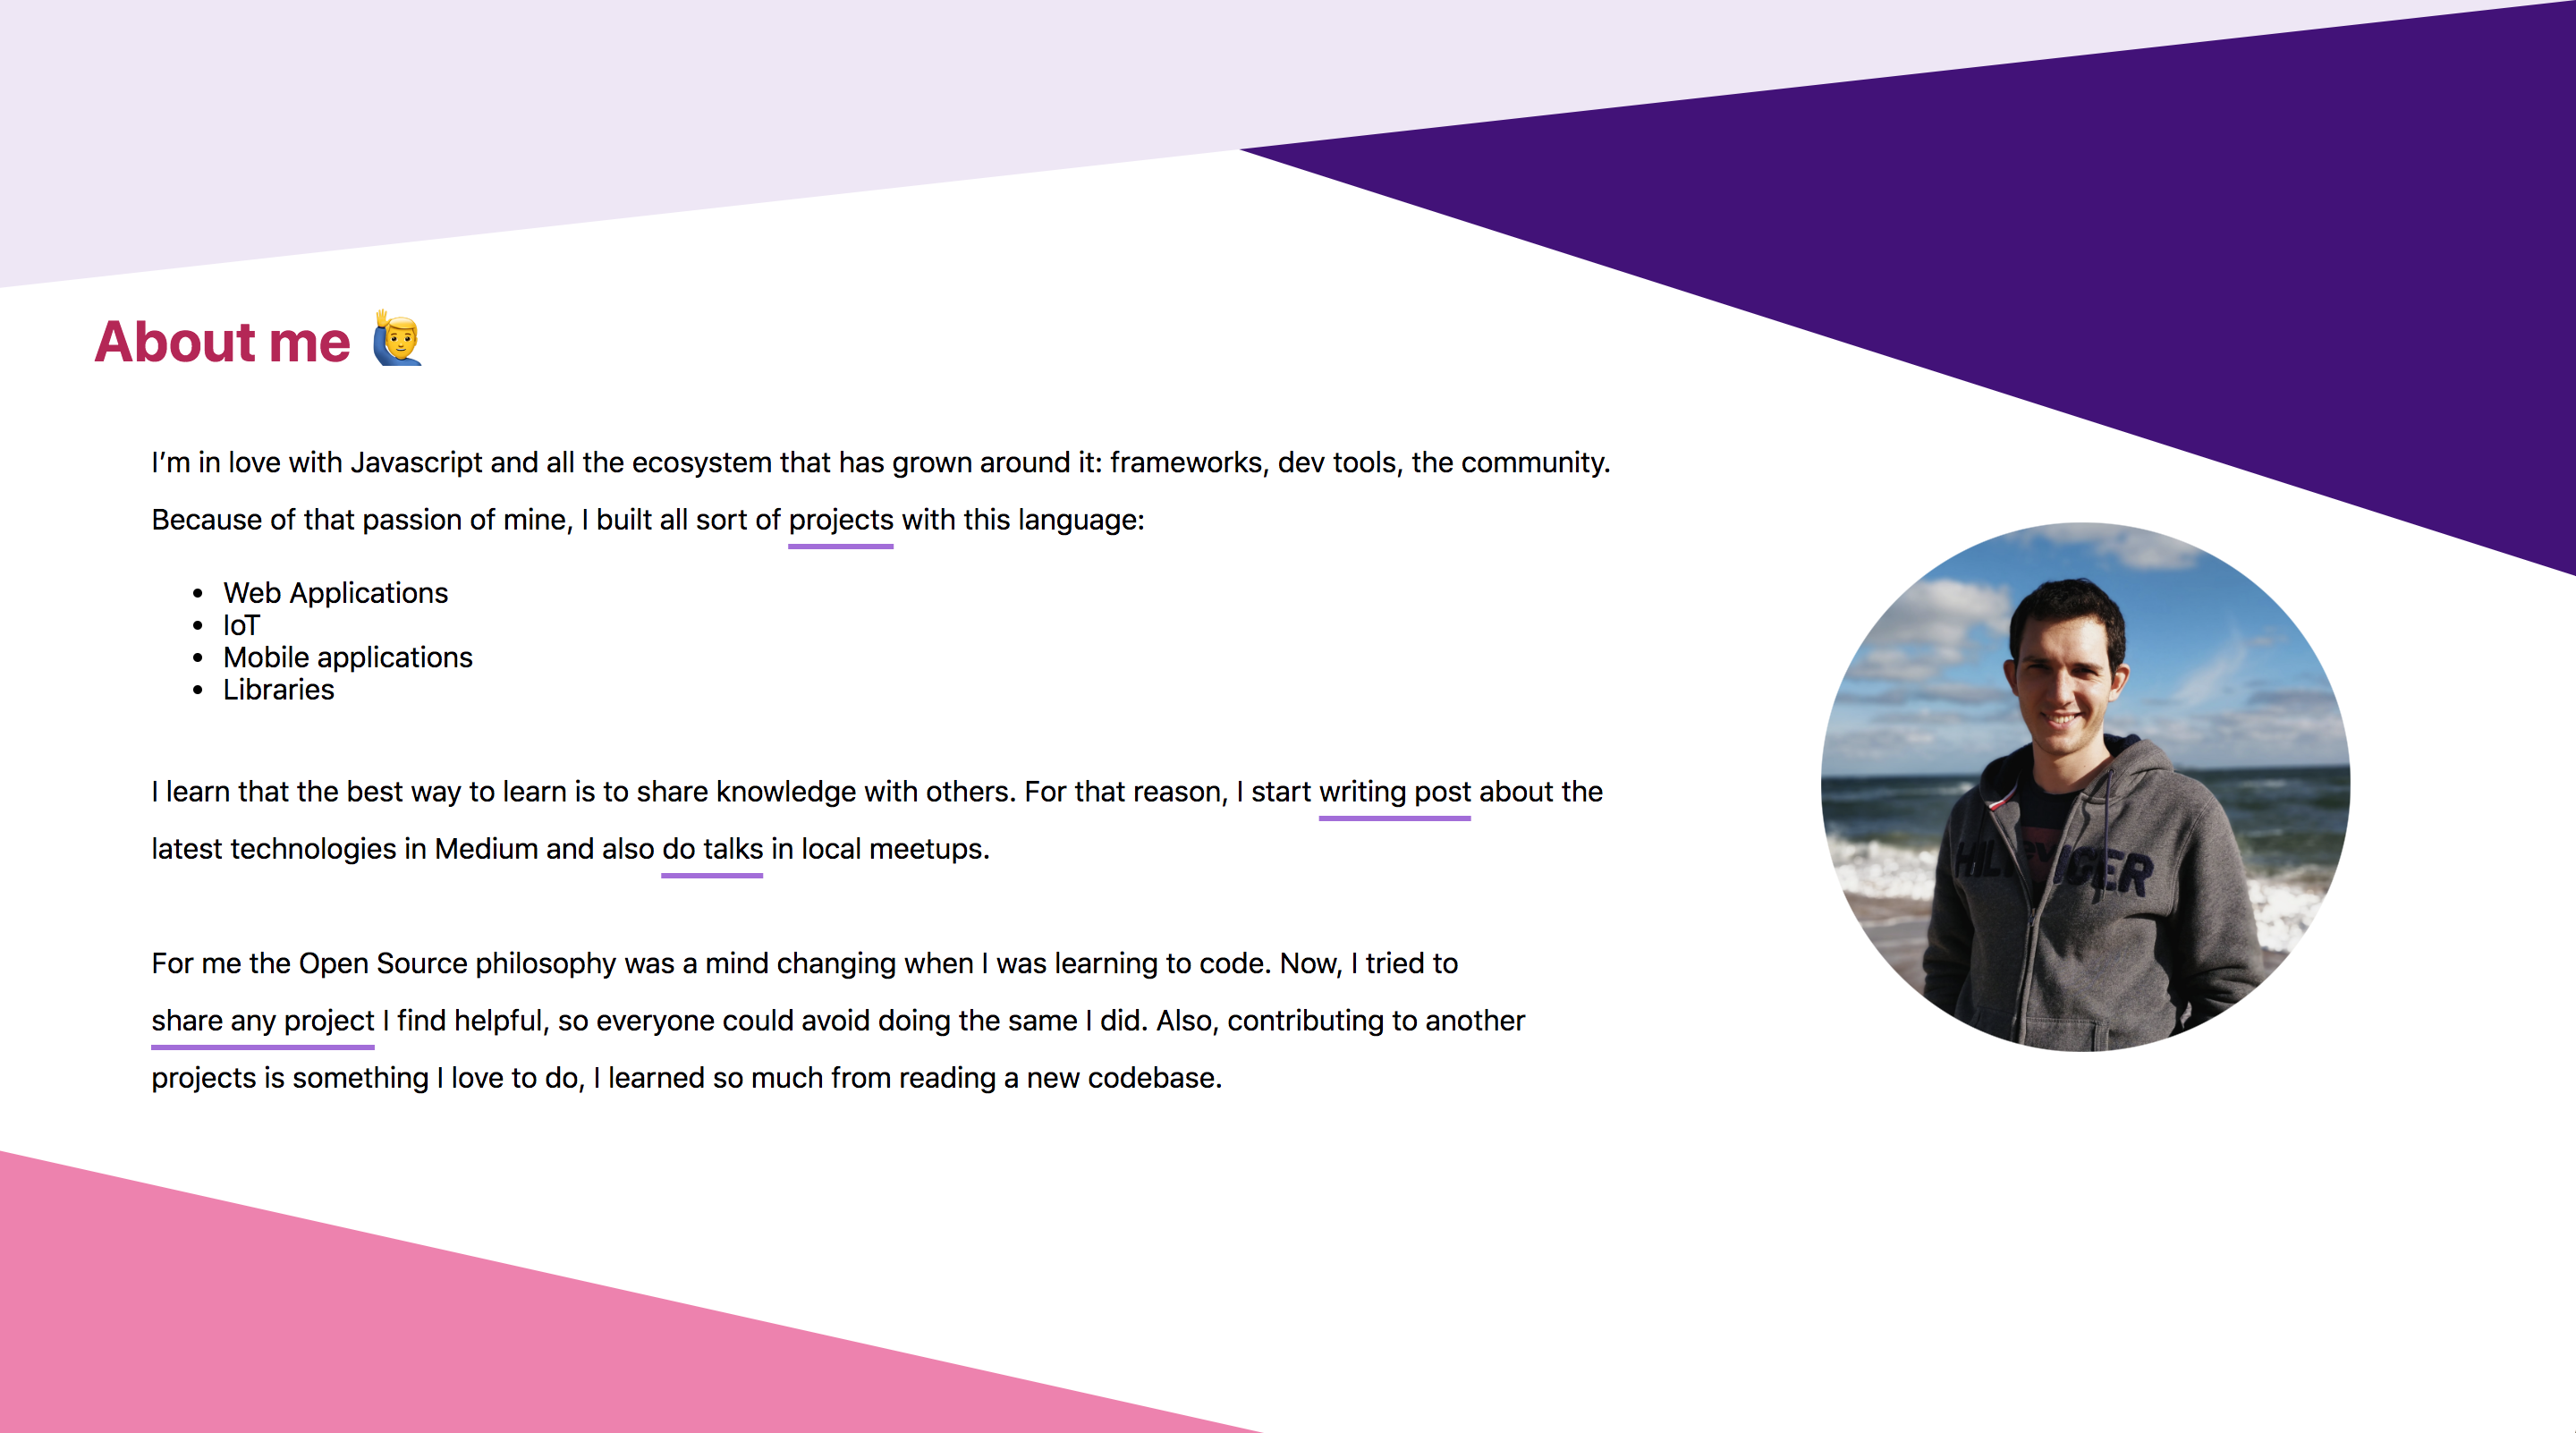 About me 🙋‍♂️
I’m in love with Javascript and all the ecosystem that has grown around it: frameworks, dev tools, the community.
Because of that passion of mine, I built all sort of projects with this language:
• Web Applications
• IoT
• Mobile applications
• Libraries
I learn that the best way to learn is to share knowledge with others. For that reason, I start writing post about the
latest technologies in Medium and also do talks in local meetups.
For me the Open Source philosophy was a mind changing when I was learning to code. Now, I tried to
share any project I find helpful, so everyone could avoid doing the same I did. Also, contributing to another
projects is something I love to do, I learned so much from reading a new codebase.